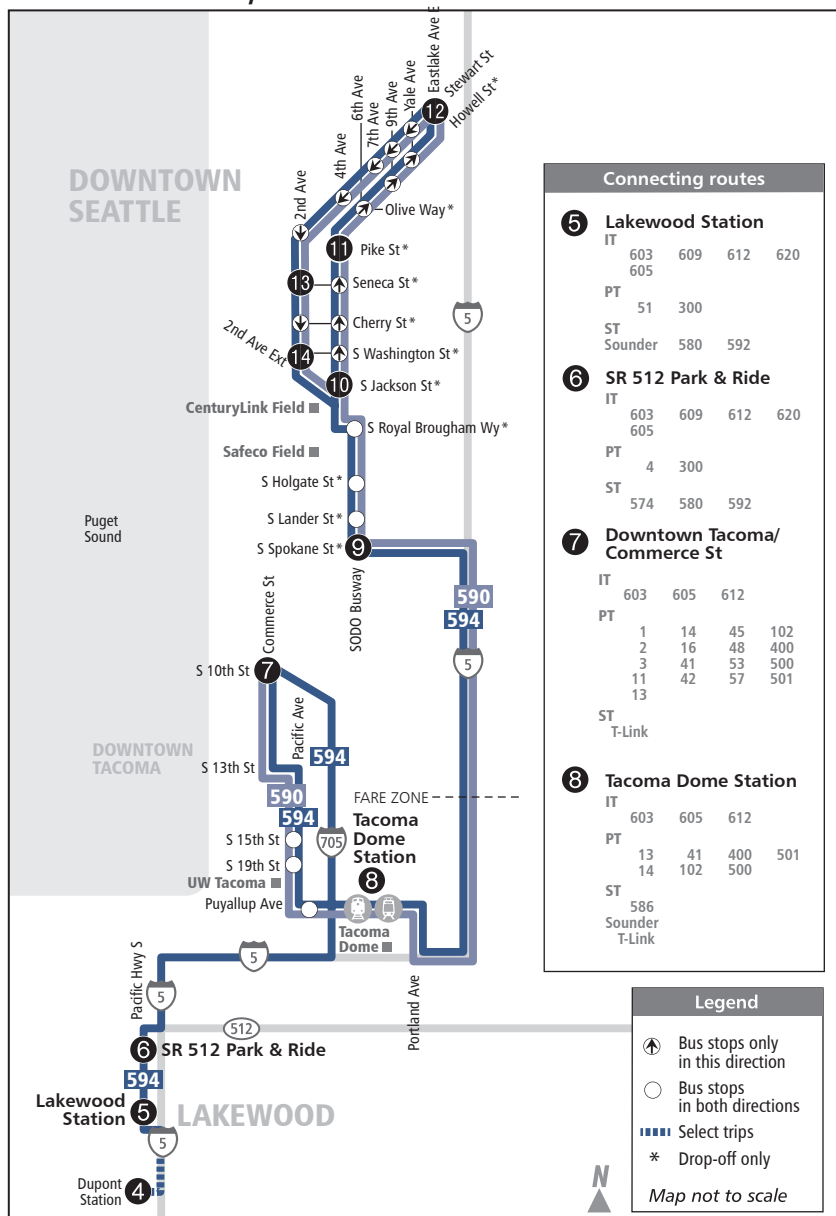 Eastlake Ave E
Stewart St
Howell St*
Yale Ave
9th Ave
7th Ave
6th Ave
4th Ave
2nd Ave
12
DOWNTOWN
SEATTLE
Olive Way*
11
Pike St*
13
Seneca St*
5
Cherry St*
2nd Ave Ext
14
S Washington St*
10
S Jackson St*
CenturyLink Field
S Royal Brougham Wy*
Safeco Field
S Holgate St*
Puget
Sound
S Lander St*
S Spokane St*
9
SODO Busway
Commerce St
590
594
S 10th St
7
5
Pacific Ave
DOWNTOWN
TACOMA
594
S 13th St
590
594
FARE ZONE
Tacoma
Dome
Station
8
S 15th St
705
S 19th St
UW Tacoma
Puyallup Ave
Tacoma
Dome
Portland Ave
Pacific Hwy S
5
5
512
6
SR 512 Park & Ride
594
Lakewood
Station
5
LAKEWOOD
5
Dupont
Station
4
Connecting routes
5 Lakewood Station
IT
603 609 612 620
605
PT
51 300
ST
Sounder 580 592
6 SR 512 Park & Ride
IT
603 609 612 620
605
PT
4 300
ST
574 580 592
7 Downtown Tacoma/
Commerce St
IT
603 605 612
PT
1 14 45 102
2 16 48 400
3 41 53 500
11 42 57 501
13
ST
T-Link
8 Tacoma Dome Station
IT
603 605 612
PT
13 41 400 501
14 102 500
ST
586
Sounder
T-Link
Legend
Bus stops only
in this direction
Bus stops
in both directions
Select trips
* Drop-off only
Map not to scale
N